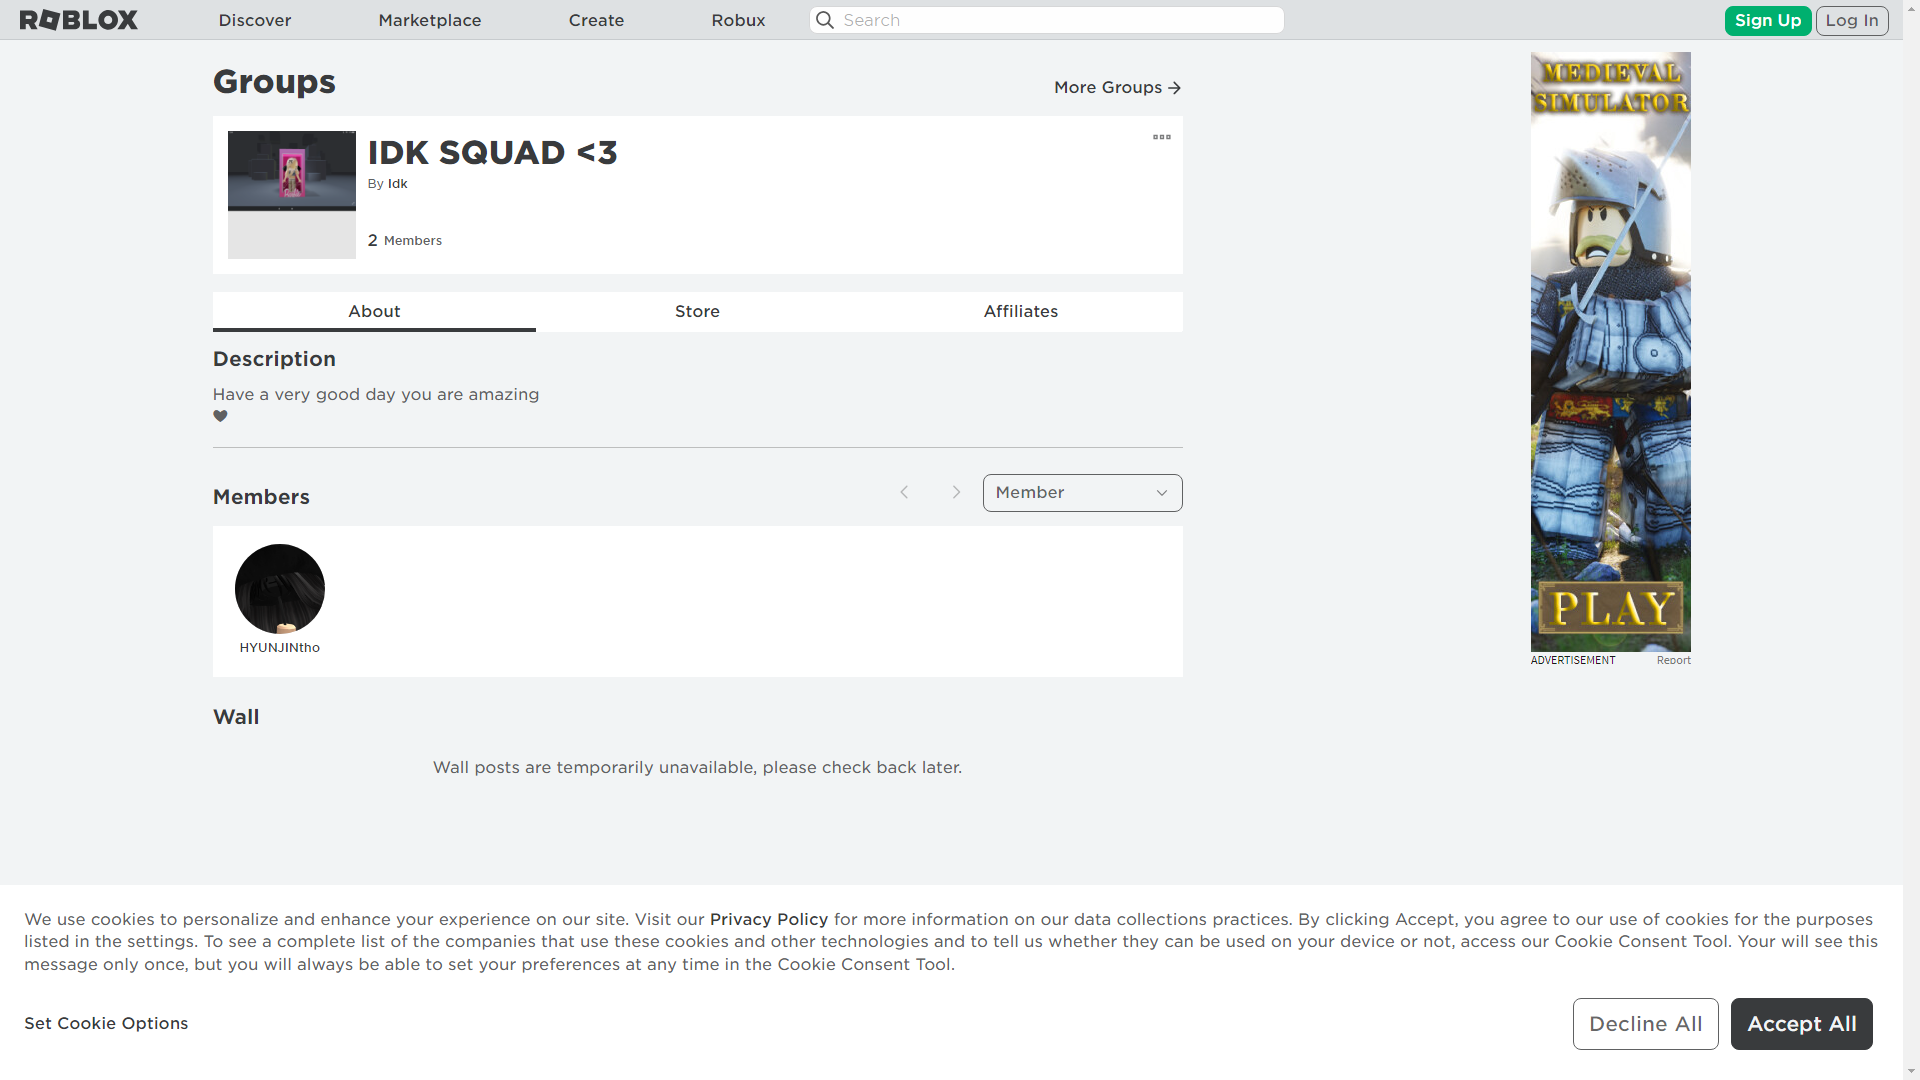 ROBLOX
Discover
Marketplace
Create
Robux
Search
Sign Up
Log In
Groups
More Groups
IDK SQUAD <3
By Idk
2 Members
About
Store
Affiliates
Description
Have a very good day you are amazing
Members
Member
HYUNJINtho
Wall
Wall posts are temporarily unavailable, please check back later.
MEDIEVAL
SIMULATOR
PLAY
ADVERTISEMENT
Report
We use cookies to personalize and enhance your experience on our site. Visit our Privacy Policy for more information on our data collections practices. By clicking Accept, you agree to our use of cookies for the purposes
listed in the settings. To see a complete list of the companies that use these cookies and other technologies and to tell us whether they can be used on your device or not, access our Cookie Consent Tool. Your will see this
message only once, but you will always be able to set your preferences at any time in the Cookie Consent Tool.
Set Cookie Options
Decline All
Accept All